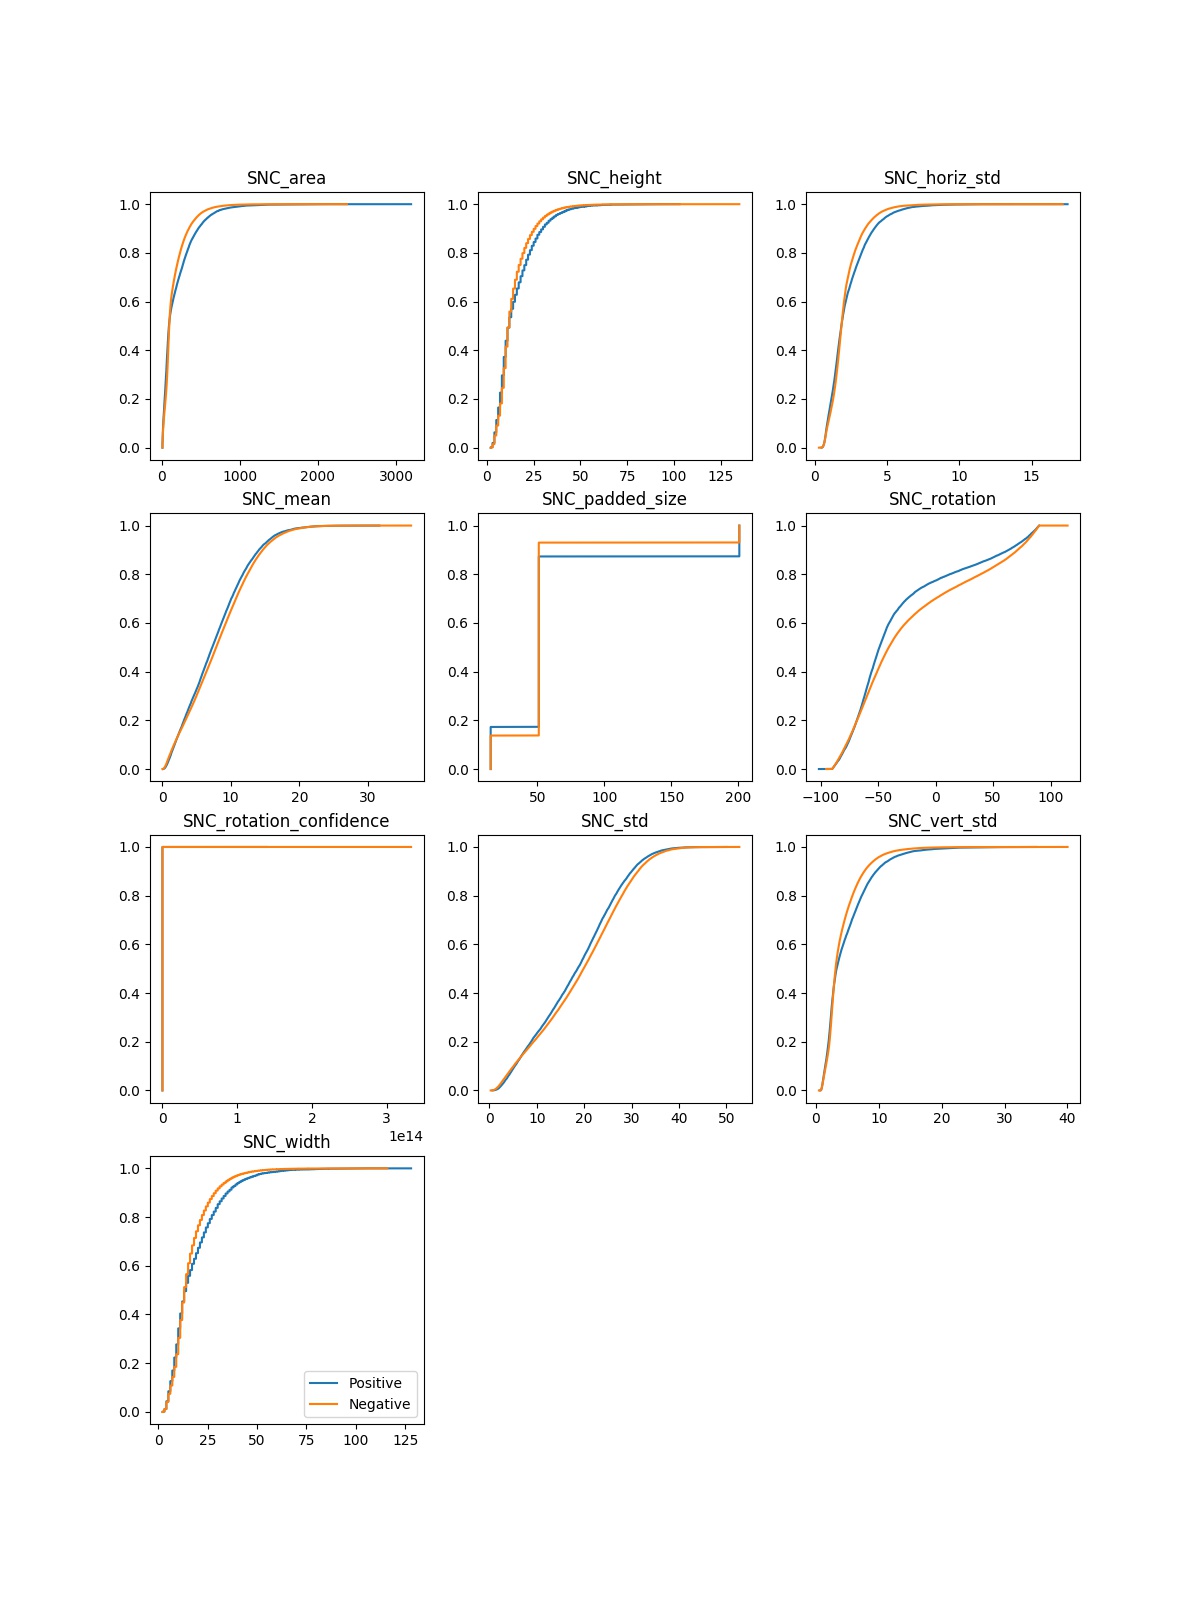 SNC_area
SNC_height
SNC_horiz_std
1.0
0.8
0.6
0.4
0.2
0.0
0 1000 2000 3000
1.0
0.8
0.6
0.4
0.2
0.0
0 25 50 75 100 125
1.0
0.8
0.6
0.4
0.2
0.0
0 5 10 15
SNC_mean
SNC_padded_size
SNC_rotation
1.0
0.8
0.6
0.4
0.2
0.0
0 10 20 30
1.0
0.8
0.6
0.4
0.2
0.0
50 100 150 200
1.0
0.8
0.6
0.4
0.2
0.0
−100 −50 0 50 100
SNC_rotation_confidence
SNC_std
SNC_vert_std
1.0
0.8
0.6
0.4
0.2
0.0
0 1 2 3
1e14
1.0
0.8
0.6
0.4
0.2
0.0
0 10 20 30 40 50
1.0
0.8
0.6
0.4
0.2
0.0
0 10 20 30 40
SNC_width
1.0
0.8
0.6
0.4
0.2
0.0
0 25 50 75 100 125
Positive
Negative